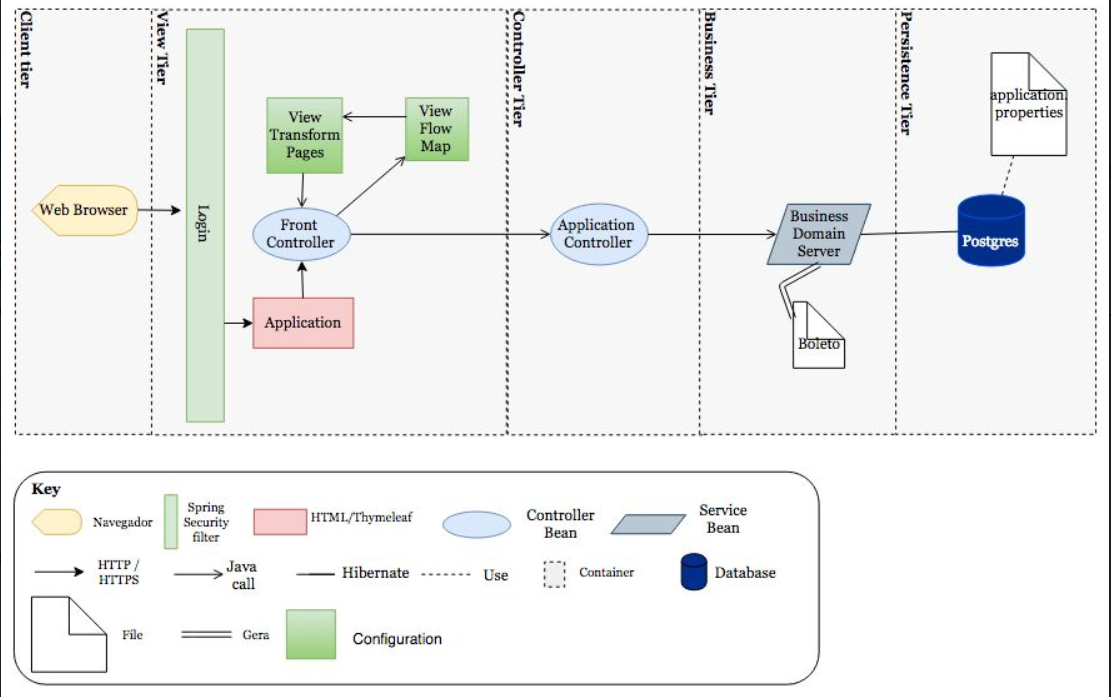 Client tier
View Tier
Controller Tier
Business Tier
Persistence Tier
application.
properties
View
Transform
Pages
View
Flow
Map
Web Browser
Login
Front
Controller
Application
Controller
Business
Domain
Server
Postgres
Application
Boleto
Key
Navegador
Spring
Security
filter
HTML/Thymeleaf
Controller
Bean
Service
Bean
HTTP /
HTTPS
Java
call
Hibernate
Use
Container
Database
File
Gera
Configuration